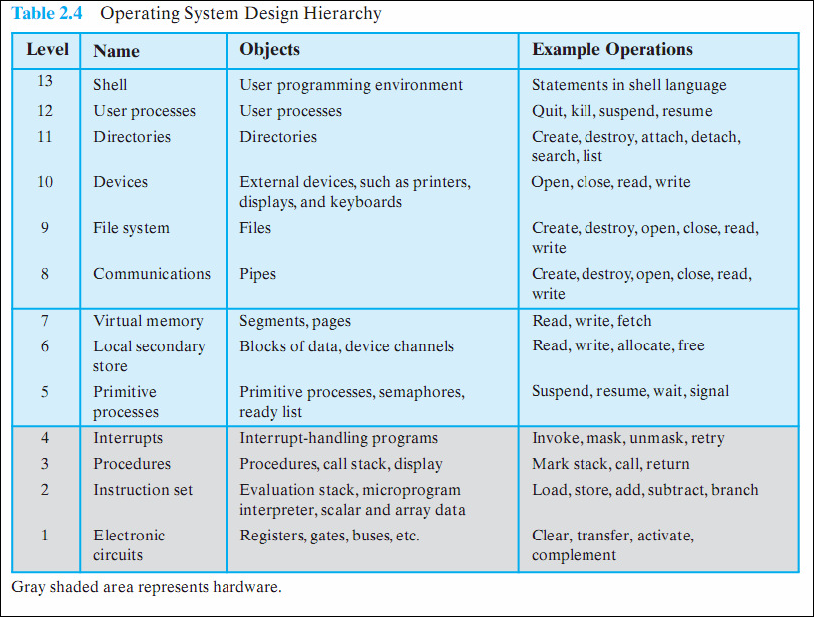 Table 2.4 Operating System Design Hierarchy
Level Name Objects Example Operations
13 Shell User programming environment Statements in shell language
12 User processes User processes Quit, kill, suspend, resume
11 Directories Directories Create, destroy, attach, detach,
search, list
10 Devices External devices, such as printers, Open, close, read, write
displays, and keyboards
9 File system Files Create, destroy, open, close, read,
write
8 Communications Pipes Create, destroy, open, close, read,
write
7 Virtual memory Segments, pages Read, write, fetch
6 Local secondary Blocks of data, device channels Read, write, allocate, free
store
5 Primitive Primitive processes, semaphores, Suspend, resume, wait, signal
processes ready list
4 Interrupts Interrupt-handling programs Invoke, mask, unmask, retry
3 Procedures Procedures, call stack, display Mark stack, call, return
2 Instruction set Evaluation stack, microprogram Load, store, add, subtract, branch
interpreter, scalar and array data
1 Electronic Registers, gates, buses, etc. Clear, transfer, activate,
circuits complement
Gray shaded area represents hardware.